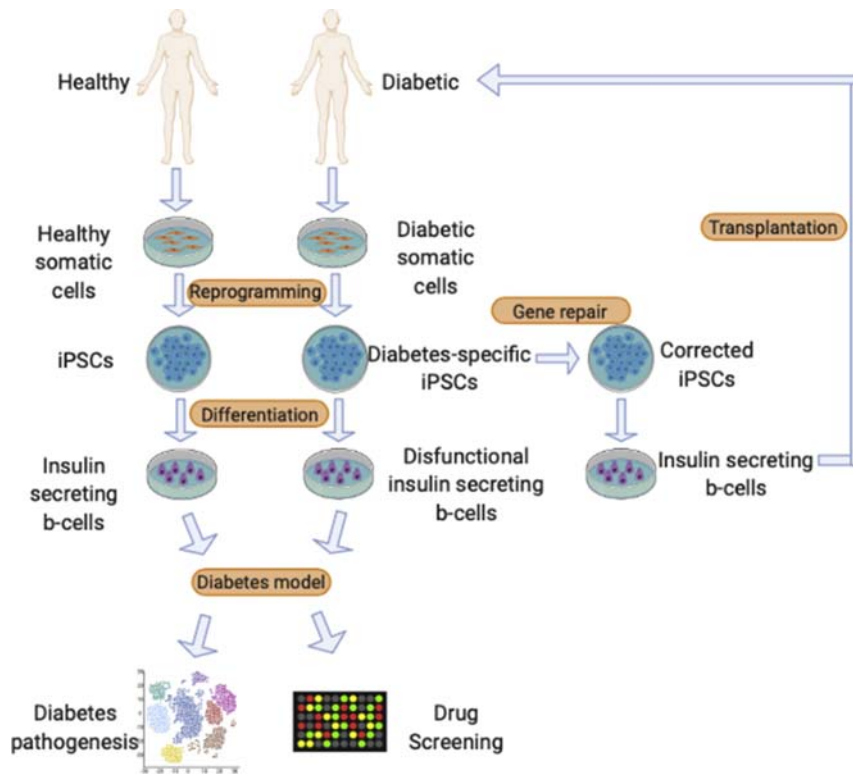 Healthy
Diabetic
Transplantation
Healthy
somatic
cells
Diabetic
somatic
cells
Reprogramming
Gene repair
iPSCs
Diabetes-specific
iPSCs
Corrected
iPSCs
Differentiation
Insulin
secreting
b-cells
Disfunctional
insulin secreting
b-cells
Insulin secreting
b-cells
Diabetes model
Diabetes
pathogenesis
Drug
Screening